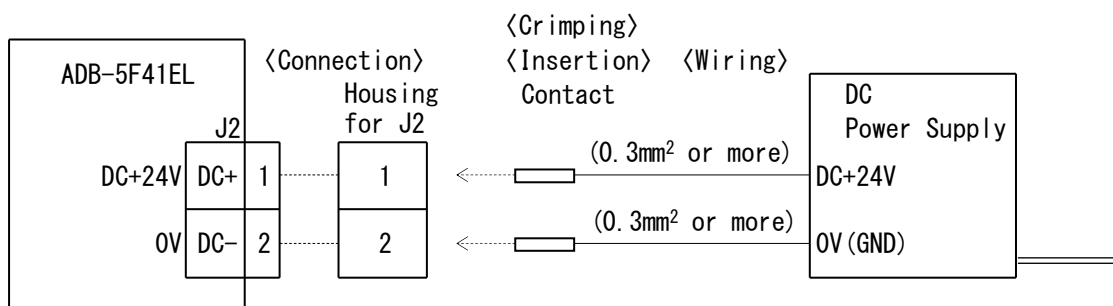 〈Crimping〉
ADB-5F41EL
〈Connection〉
〈Insertion〉
〈Wiring〉
Housing
for J2
Contact
DC
Power Supply
J2
DC+24V
DC+
1
1
(0.3mm² or more)
DC+24V
0V
DC-
2
2
(0.3mm² or more)
0V(GND)